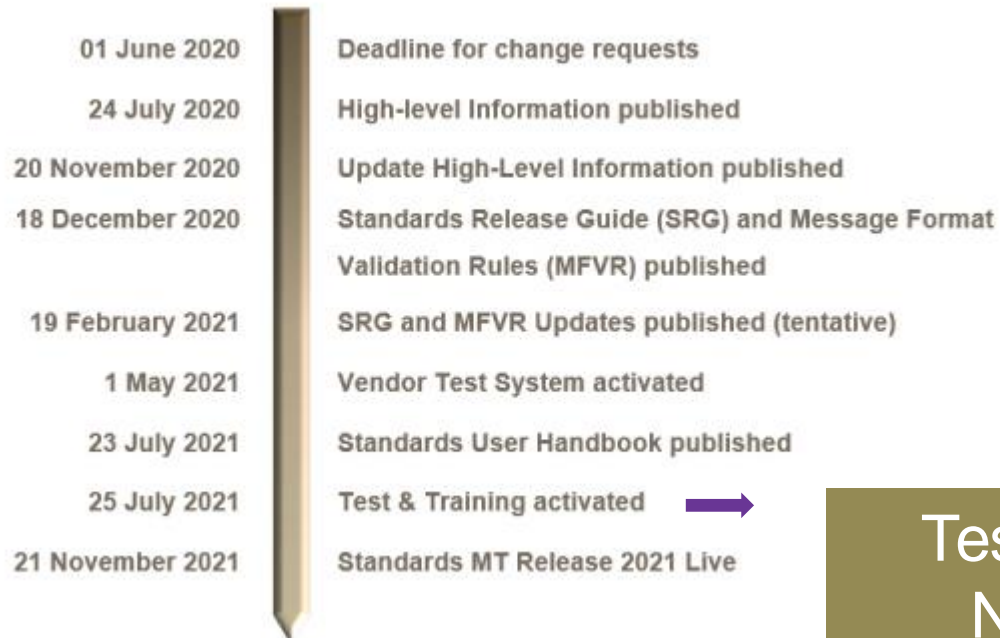 01 June 2020 Deadline for change requests
24 July 2020 High-level Information published
20 November 2020 Update High-Level Information published
18 December 2020 Standards Release Guide (SRG) and Message Format
Validation Rules (MFVR) published
19 February 2021 SRG and MFVR Updates published (tentative)
1 May 2021 Vendor Test System activated
23 July 2021 Standards User Handbook published
25 July 2021 Test & Training activated
21 November 2021 Standards MT Release 2021 Live